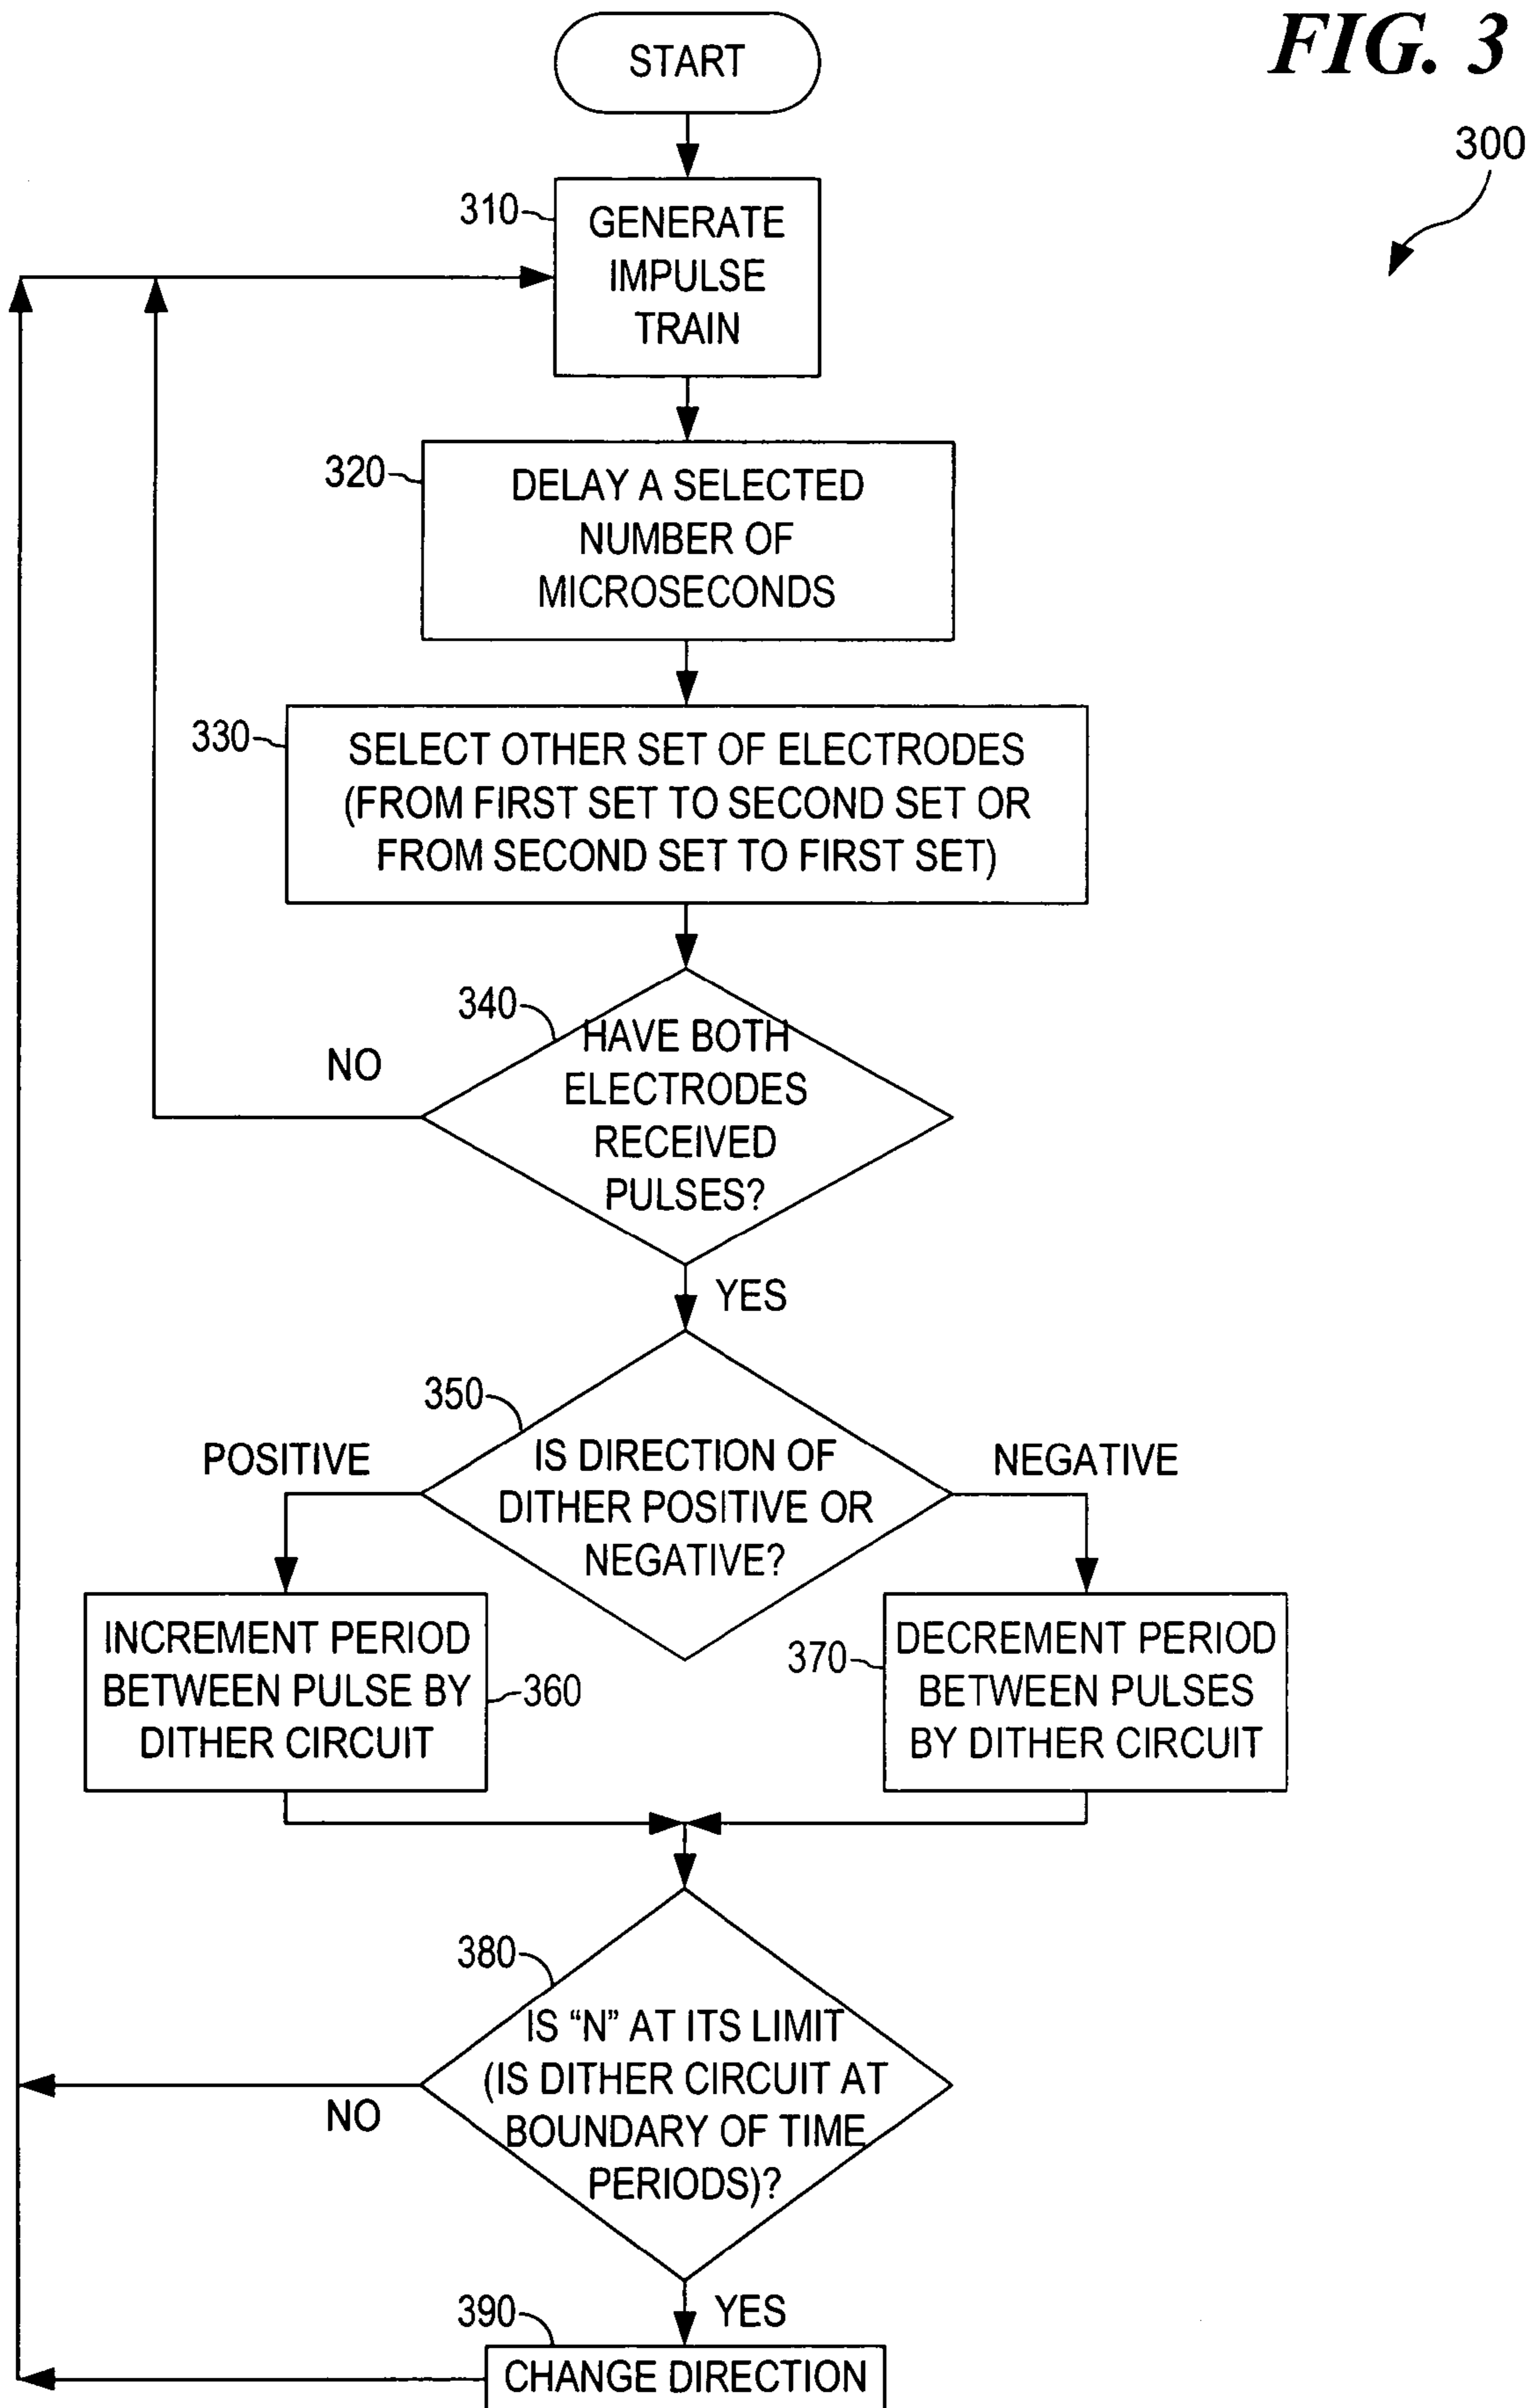 FIG. 3
300
START
310
GENERATE
IMPULSE
TRAIN
320
DELAY A SELECTED
NUMBER OF
MICROSECONDS
330
SELECT OTHER SET OF ELECTRODES
(FROM FIRST SET TO SECOND SET OR
FROM SECOND SET TO FIRST SET)
340
HAVE BOTH
ELECTRODES
RECEIVED
PULSES?
NO
YES
350
IS DIRECTION OF
DITHER POSITIVE OR
NEGATIVE?
POSITIVE
NEGATIVE
INCREMENT PERIOD
BETWEEN PULSE BY
DITHER CIRCUIT
360
370
DECREMENT PERIOD
BETWEEN PULSES
BY DITHER CIRCUIT
380
IS “N” AT ITS LIMIT
(IS DITHER CIRCUIT AT
BOUNDARY OF TIME
PERIODS)?
NO
YES
390
CHANGE DIRECTION